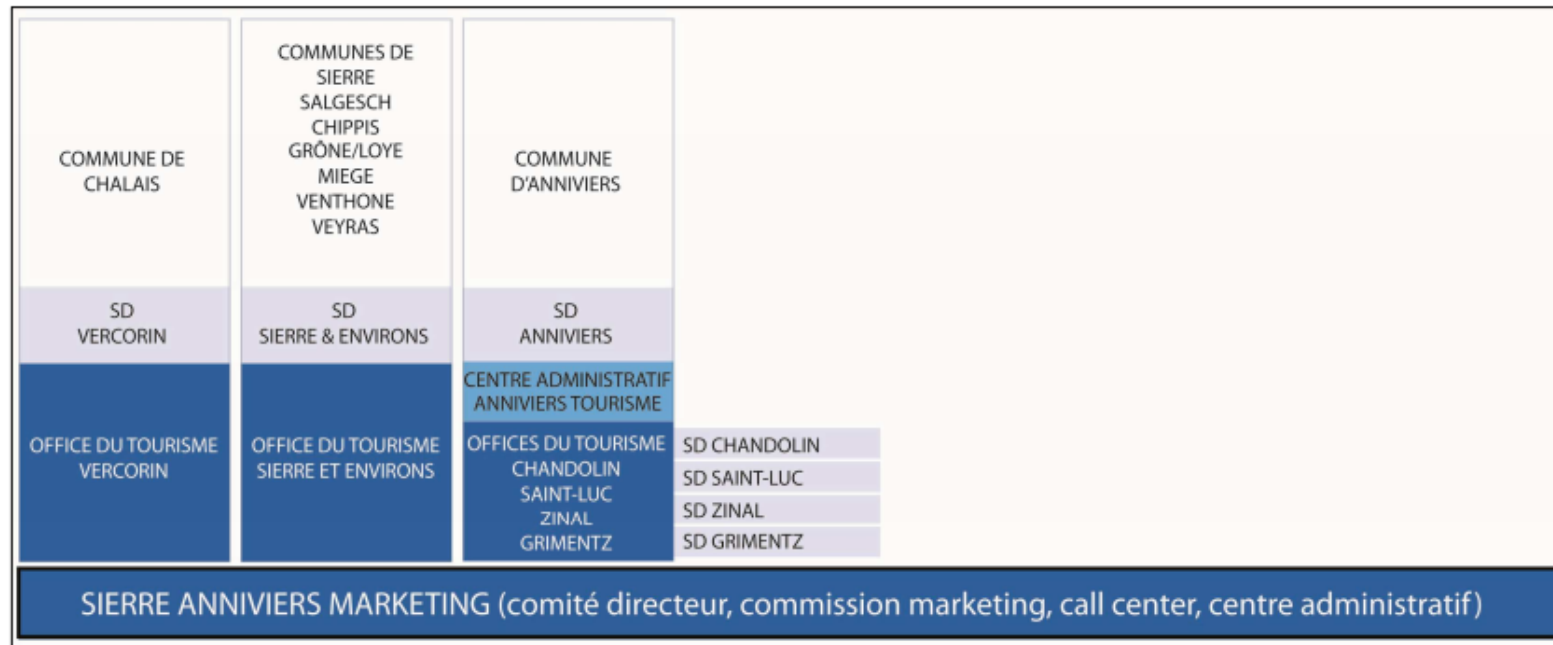 COMMUNE DE
CHALAIS
SD
VERCORIN
OFFICE DU TOURISME
VERCORIN
COMMUNES DE
SIERRE
SALGESCH
CHIPPIS
GRÔNE/LOYE
MIEGE
VENTHONE
VEYRAS
SD
SIERRE & ENVIRONS
OFFICE DU TOURISME
SIERRE ET ENVIRONS
COMMUNE
D'ANNIVIERS
SD
ANNIVIERS
CENTRE ADMINISTRATIF
ANNIVIERS TOURISME
OFFICES DU TOURISME
CHANDOLIN
SAINT-LUC
ZINAL
GRIMENTZ
SD CHANDOLIN
SD SAINT-LUC
SD ZINAL
SD GRIMENTZ
SIERRE ANNIVIERS MARKETING (comité directeur, commission marketing, call center, centre administratif)